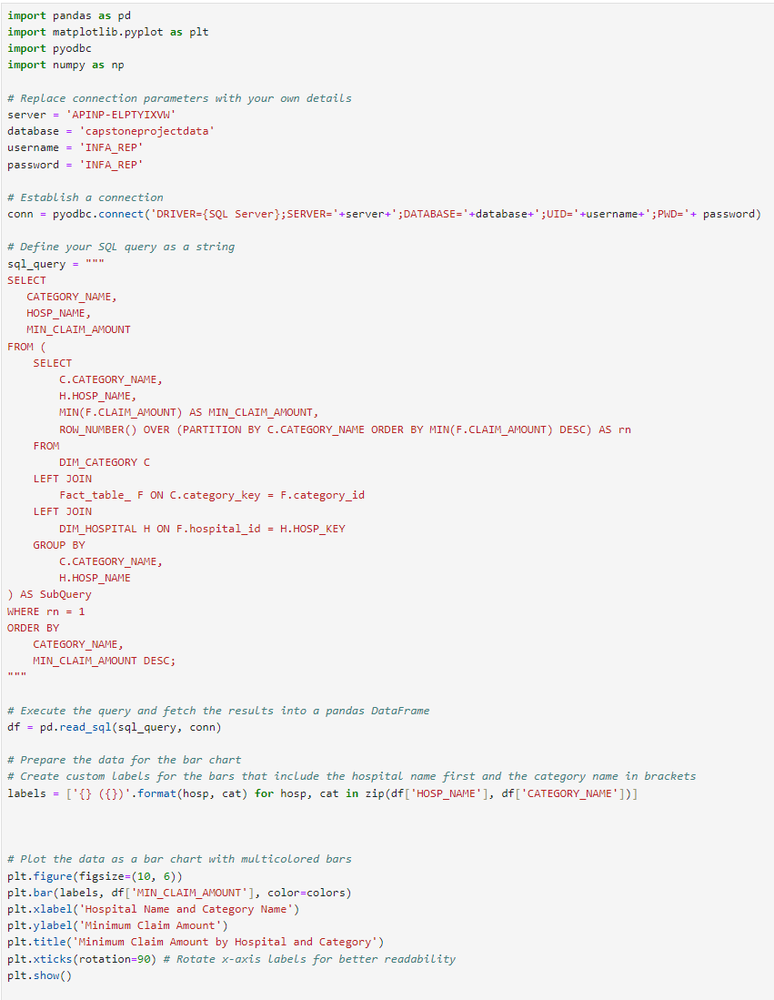 import pandas as pd
import matplotlib.pyplot as plt
import pyodbc
import numpy as np

# Replace connection parameters with your own details
server = 'APINP-ELPTYIXVW'
database = 'capstoneprojectdata'
username = 'INFA_REP'
password = 'INFA_REP'

# Establish a connection
conn = pyodbc.connect('DRIVER={SQL Server};SERVER='+server+';DATABASE='+database+';UID='+username+';PWD='+ password)

# Define your SQL query as a string
sql_query = """
SELECT
   CATEGORY_NAME,
   HOSP_NAME,
   MIN_CLAIM_AMOUNT
FROM (
    SELECT
        C.CATEGORY_NAME,
        H.HOSP_NAME,
        MIN(F.CLAIM_AMOUNT) AS MIN_CLAIM_AMOUNT,
        ROW_NUMBER() OVER (PARTITION BY C.CATEGORY_NAME ORDER BY MIN(F.CLAIM_AMOUNT) DESC) AS rn
    FROM
        DIM_CATEGORY C
    LEFT JOIN
        Fact_table_ F ON C.category_key = F.category_id
    LEFT JOIN
        DIM_HOSPITAL H ON F.hospital_id = H.HOSP_KEY
    GROUP BY
        C.CATEGORY_NAME,
        H.HOSP_NAME
) AS SubQuery
WHERE rn = 1
ORDER BY
    CATEGORY_NAME,
    MIN_CLAIM_AMOUNT DESC;
"""

# Execute the query and fetch the results into a pandas DataFrame
df = pd.read_sql(sql_query, conn)

# Prepare the data for the bar chart
# Create custom labels for the bars that include the hospital name first and the category name in brackets
labels = ['{} ({})'.format(hosp, cat) for hosp, cat in zip(df['HOSP_NAME'], df['CATEGORY_NAME'])]

# Plot the data as a bar chart with multicolored bars
plt.figure(figsize=(10, 6))
plt.bar(labels, df['MIN_CLAIM_AMOUNT'], color=colors)
plt.xlabel('Hospital Name and Category Name')
plt.ylabel('Minimum Claim Amount')
plt.title('Minimum Claim Amount by Hospital and Category')
plt.xticks(rotation=90) # Rotate x-axis labels for better readability
plt.show()